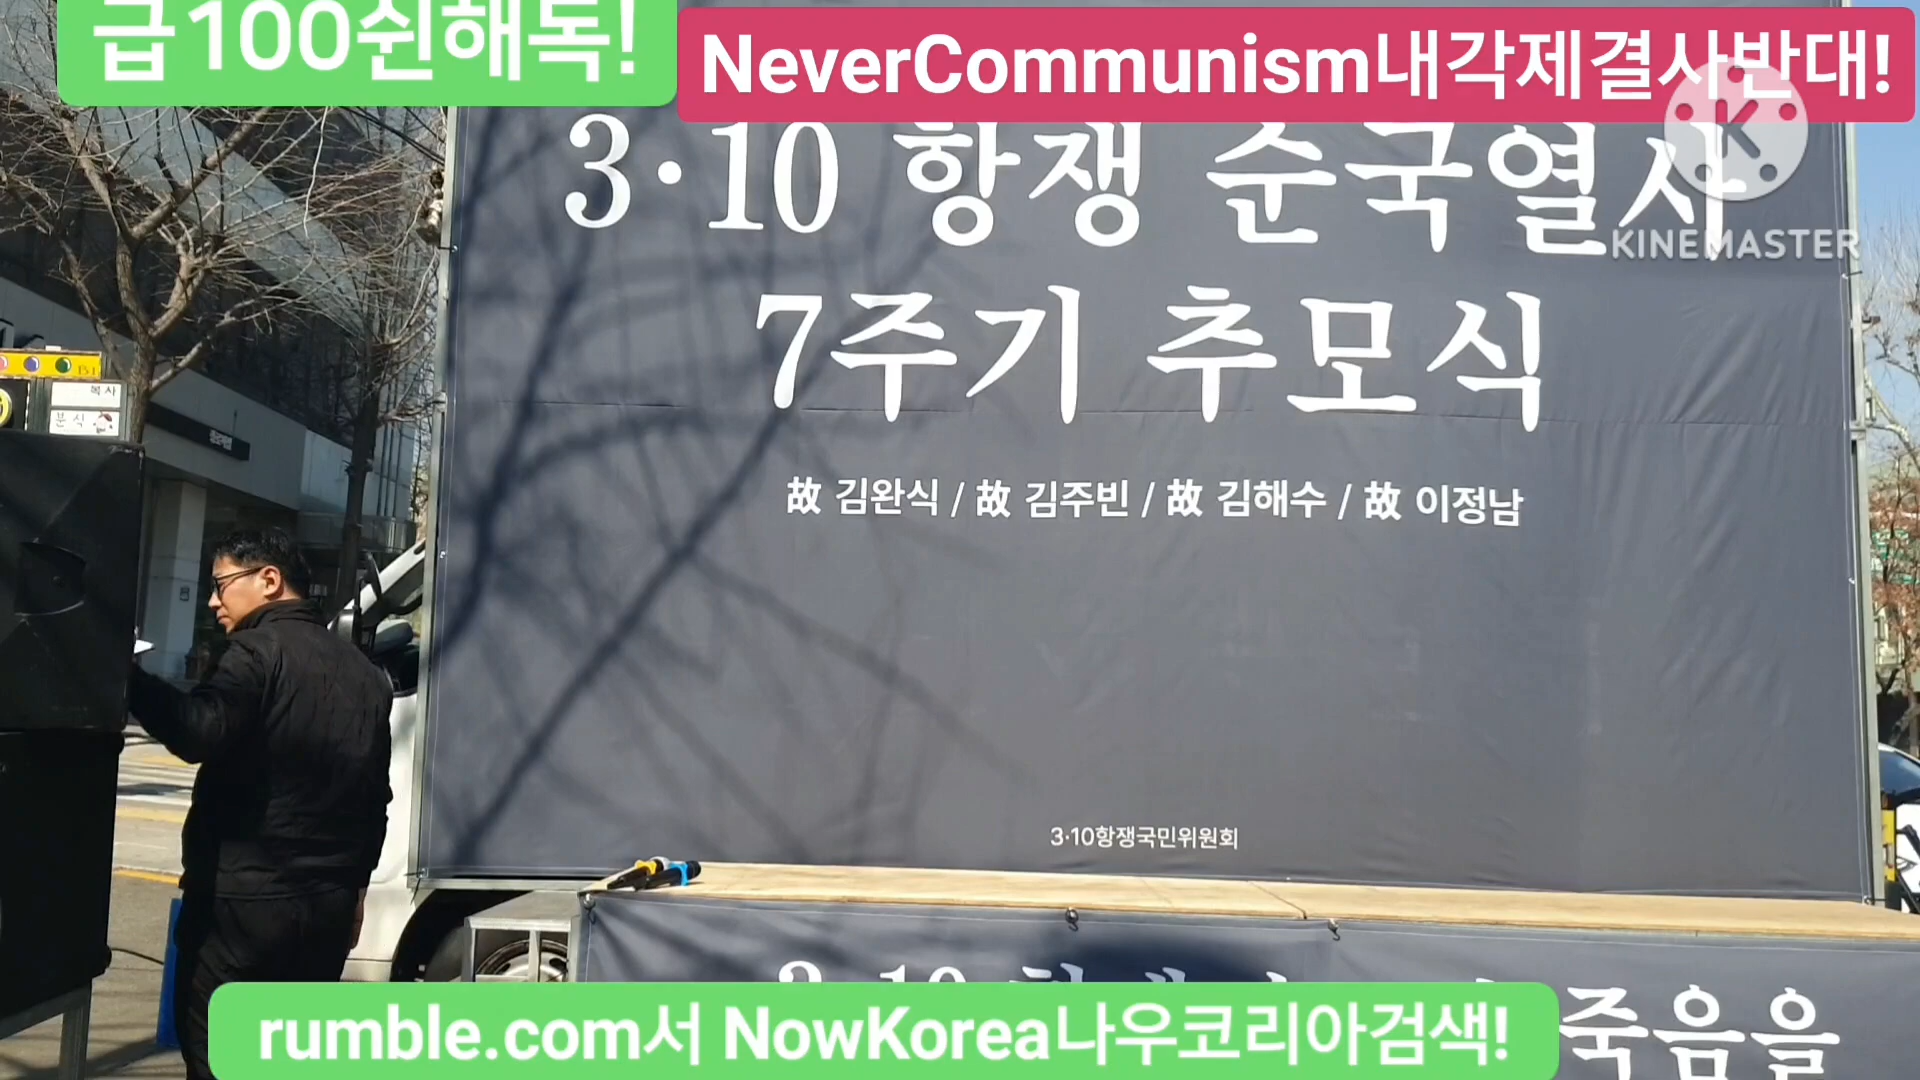 급100쉰해독!
NeverCommunism내각제결사반대!
3·10 항쟁 순국열사
KINEMASTER
7주기 추모식
故 김완식 / 故 김주빈 / 故 김해수 / 故 이정남
복사
분식
3·10항쟁국민위원회
죽음을
rumble.com서 NowKorea나우코리아검색!